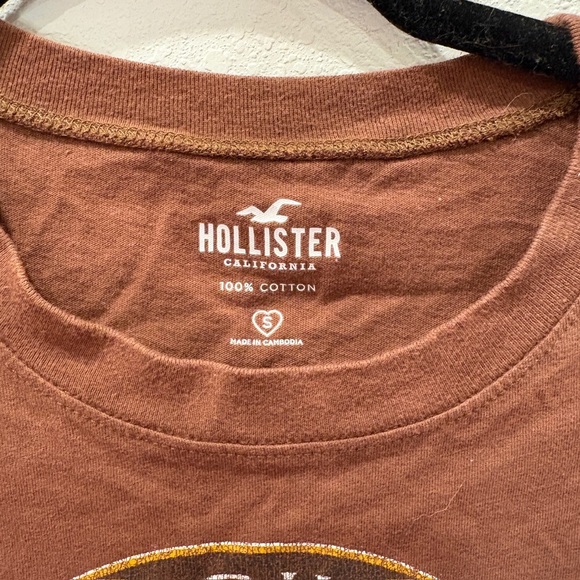 HOLLISTER
CALIFORNIA
100% COTTON
S
MADE IN CAMBODIA